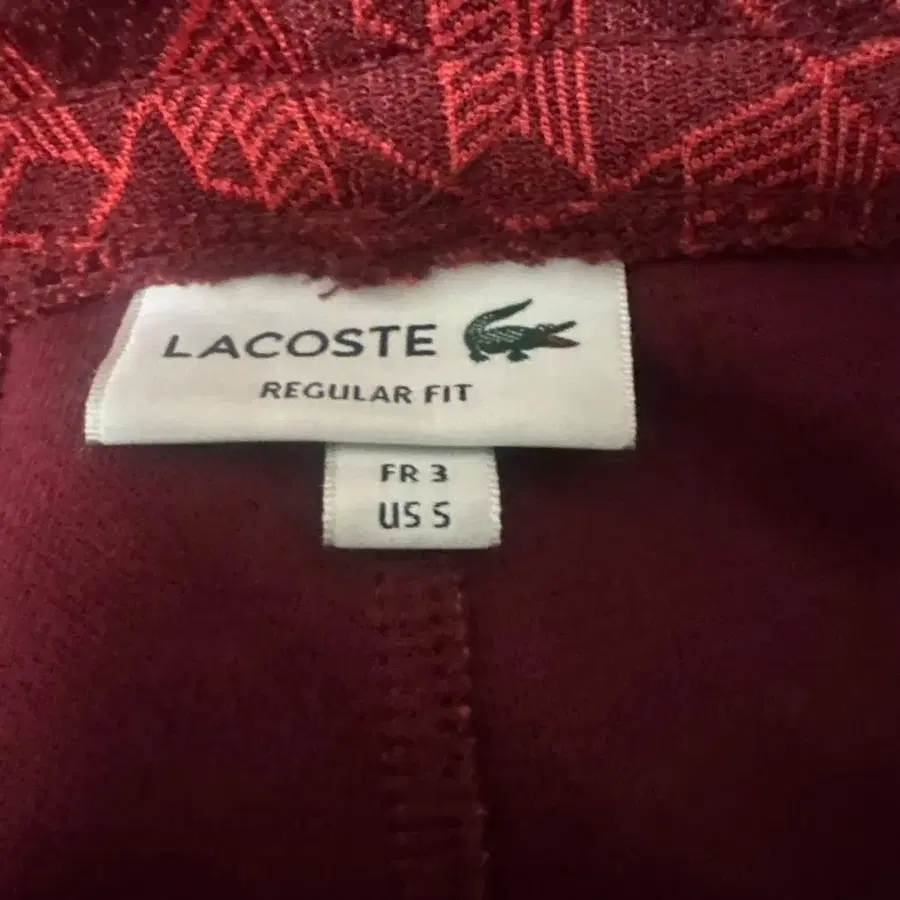 LACOSTE
REGULAR FIT
FR 3
US S